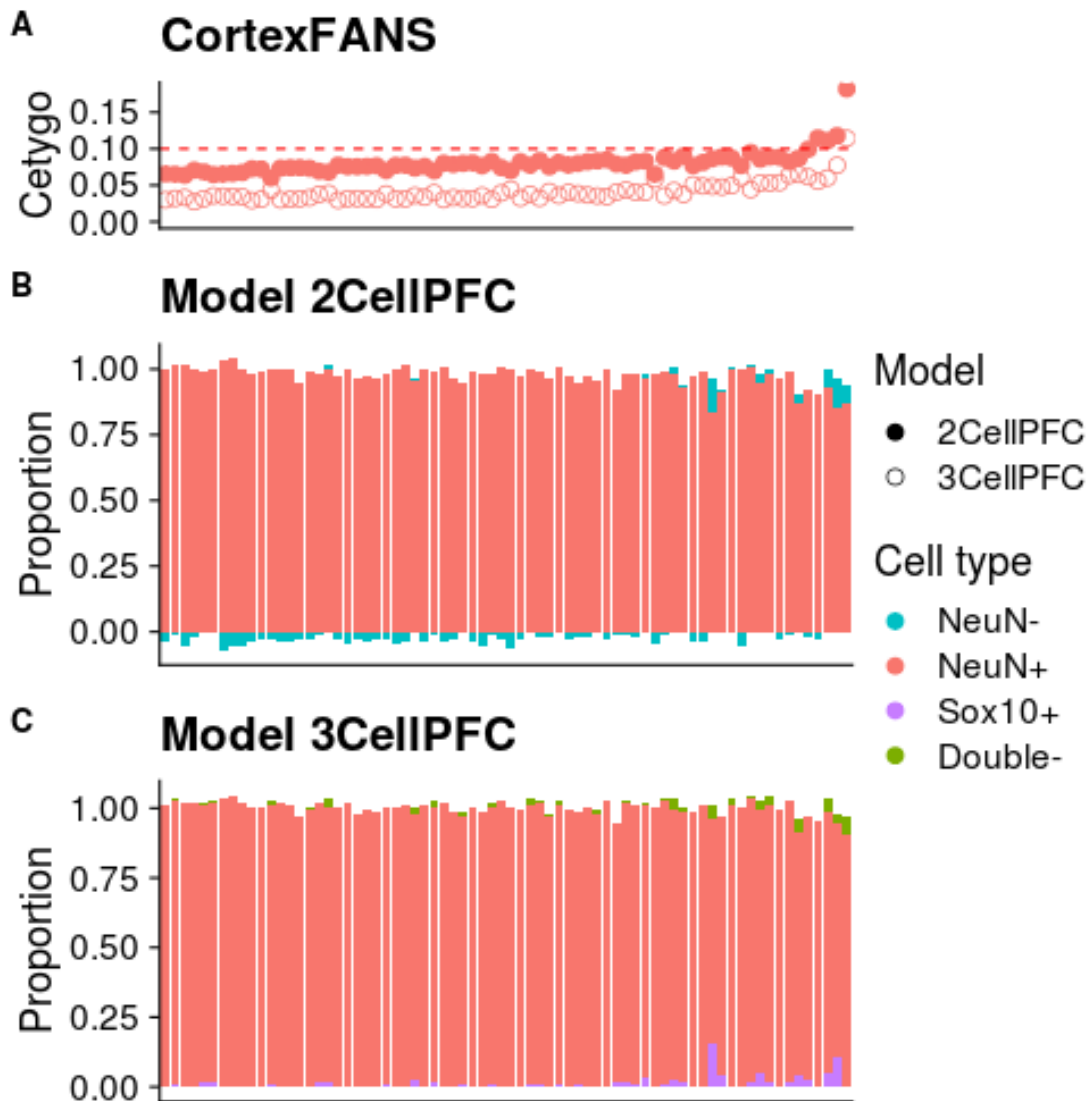 A
CortexFANS
Cetygo
0.15
0.10
0.05
0.00
B
Model 2CellPFC
Proportion
1.00
0.75
0.50
0.25
0.00
Model
2CellPFC
3CellPFC
Cell type
NeuN-
NeuN+
Sox10+
Double-
C
Model 3CellPFC
Proportion
1.00
0.75
0.50
0.25
0.00